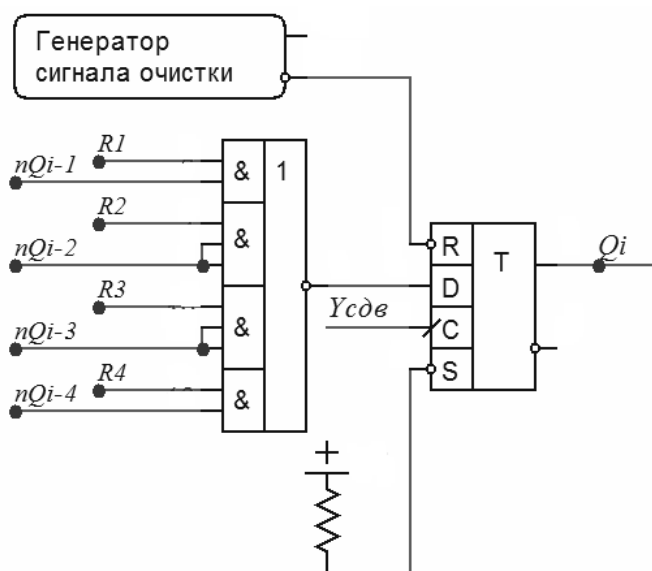 Генератор
сигнала очистки
R1
nQi-1
& 1
R2
nQi-2
&
R3
nQi-3
&
R4
nQi-4
&
R T
D
C
S
Yсдв
Qi
+